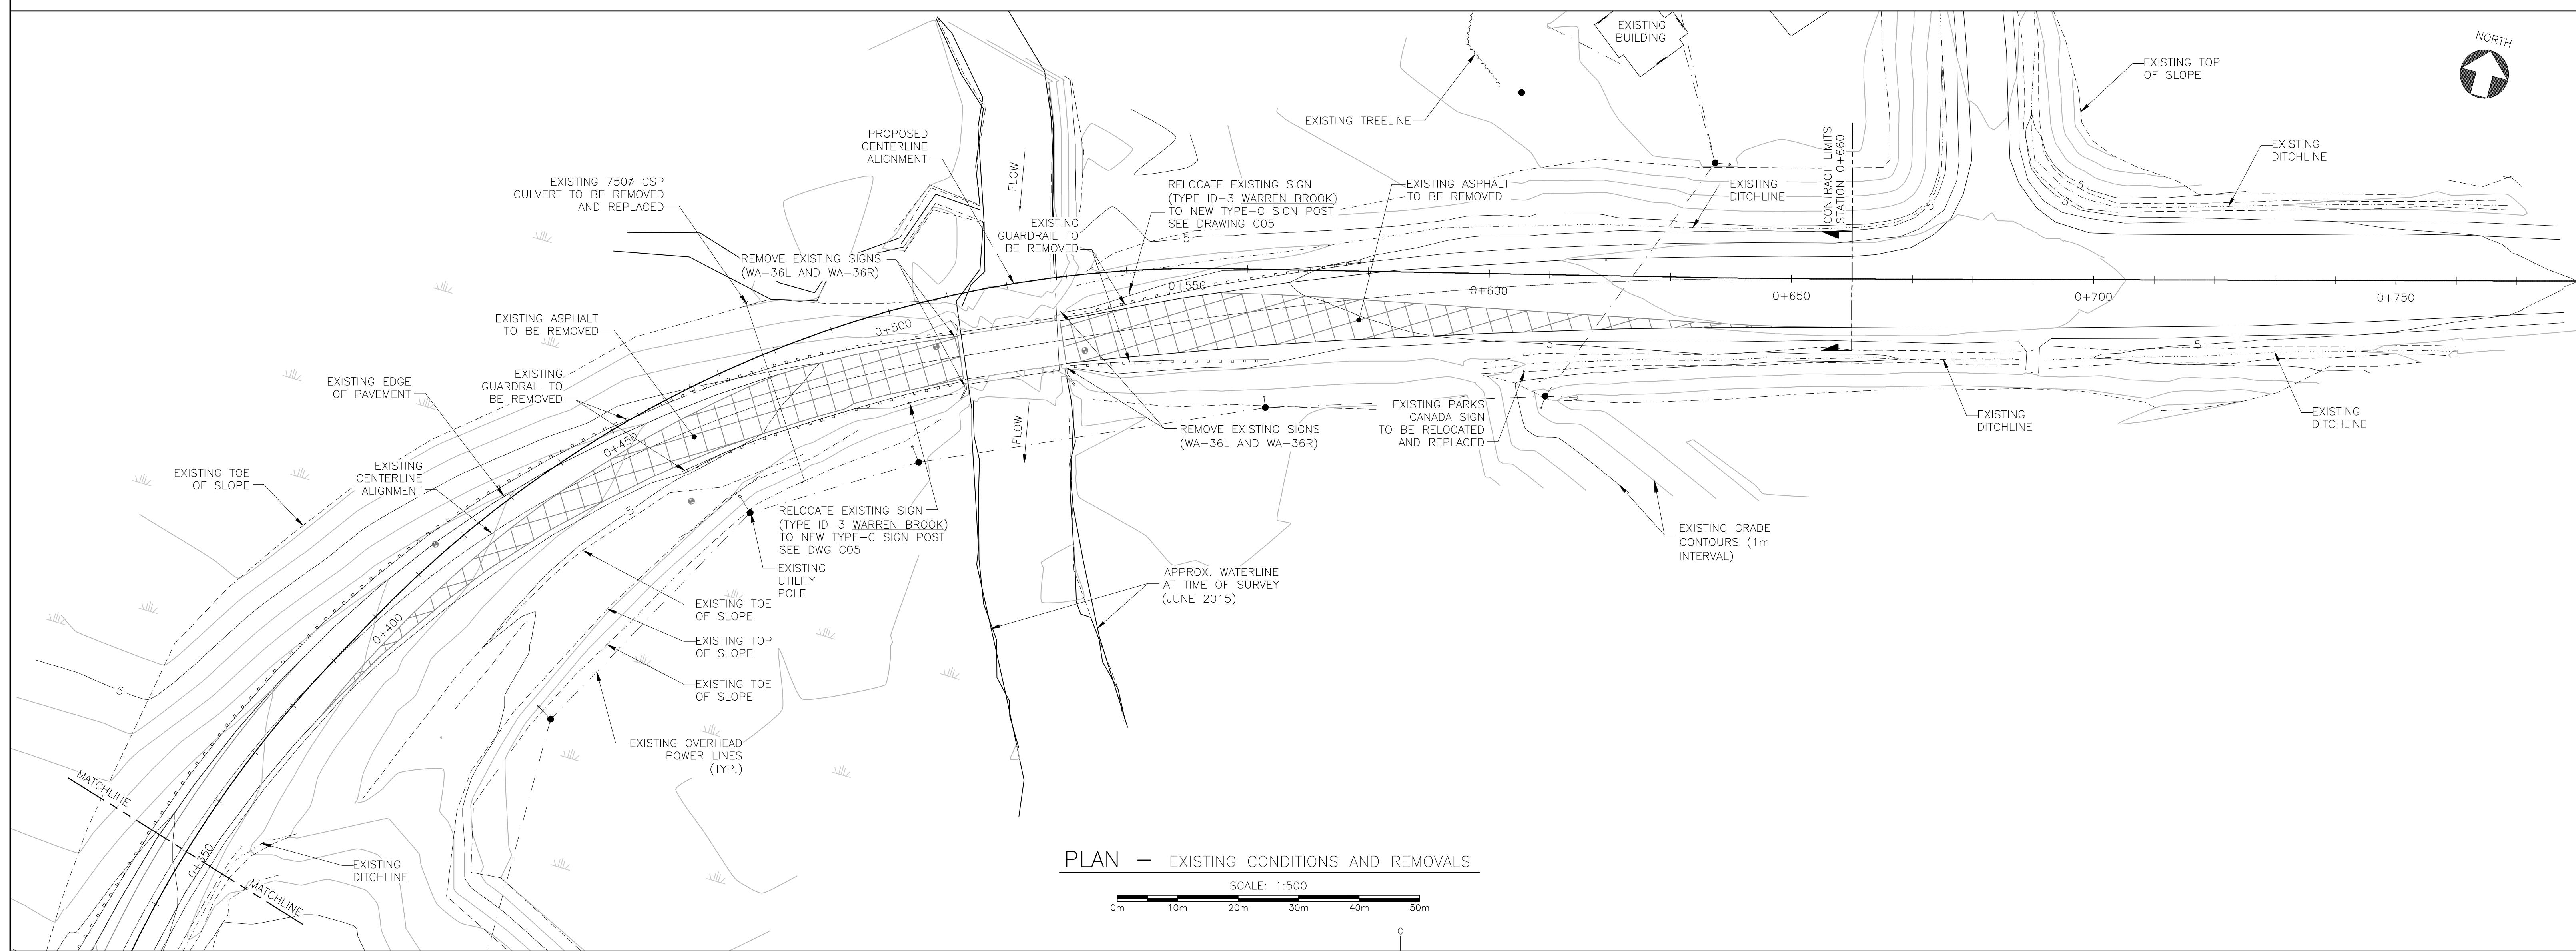 EXISTING
BUILDING
NORTH
EXISTING TOP
OF SLOPE
EXISTING TREELINE
PROPOSED
CENTERLINE
ALIGNMENT
FLOW
CONTRACT LIMITS
STATION 0+660
EXISTING
DITCHLINE
EXISTING 750ø CSP
CULVERT TO BE REMOVED
AND REPLACED
RELOCATE EXISTING SIGN
(TYPE ID-3 WARREN BROOK)
TO NEW TYPE-C SIGN POST
SEE DRAWING C05
EXISTING ASPHALT
TO BE REMOVED
EXISTING
DITCHLINE
5
5
5
5
EXISTING
GUARDRAIL TO
BE REMOVED
REMOVE EXISTING SIGNS
(WA-36L AND WA-36R)
0+550
0+600
0+650
0+700
0+750
EXISTING ASPHALT
TO BE REMOVED
0+500
5
5
EXISTING
GUARDRAIL TO
BE REMOVED
EXISTING EDGE
OF PAVEMENT
0+450
FLOW
REMOVE EXISTING SIGNS
(WA-36L AND WA-36R)
EXISTING PARKS
CANADA SIGN
TO BE RELOCATED
AND REPLACED
EXISTING
DITCHLINE
EXISTING
DITCHLINE
EXISTING TOE
OF SLOPE
EXISTING
CENTERLINE
ALIGNMENT
5
RELOCATE EXISTING SIGN
(TYPE ID-3 WARREN BROOK)
TO NEW TYPE-C SIGN POST
SEE DWG C05
EXISTING GRADE
CONTOURS (1m
INTERVAL)
EXISTING
UTILITY
POLE
APPROX. WATERLINE
AT TIME OF SURVEY
(JUNE 2015)
EXISTING TOE
OF SLOPE
0+400
EXISTING TOP
OF SLOPE
EXISTING TOE
OF SLOPE
5
EXISTING OVERHEAD
POWER LINES
(TYP.)
MATCHLINE
0+350
EXISTING
DITCHLINE
MATCHLINE
PLAN - EXISTING CONDITIONS AND REMOVALS
SCALE: 1:500
0m 10m 20m 30m 40m 50m
C